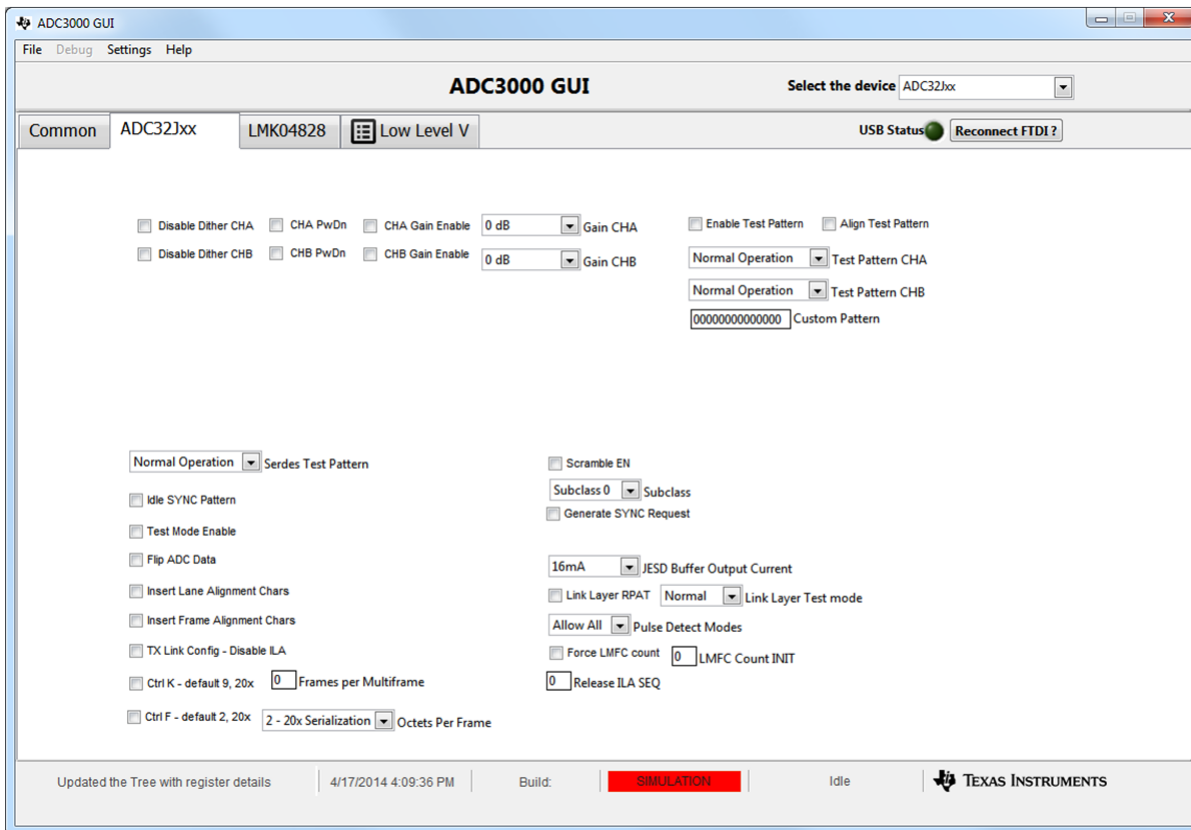 ADC3000 GUI
File Debug Settings Help
ADC3000 GUI
Select the device ADC32Jxx
Common ADC32Jxx LMK04828 Low Level V
USB Status Reconnect FTDI ?
Disable Dither CHA CHA PwDn CHA Gain Enable 0 dB Gain CHA
Disable Dither CHB CHB PwDn CHB Gain Enable 0 dB Gain CHB
Enable Test Pattern Align Test Pattern
Normal Operation Test Pattern CHA
Normal Operation Test Pattern CHB
00000000000000 Custom Pattern
Normal Operation Serdes Test Pattern
Idle SYNC Pattern
Test Mode Enable
Flip ADC Data
Insert Lane Alignment Chars
Insert Frame Alignment Chars
TX Link Config - Disable ILA
Ctrl K - default 9, 20x 0 Frames per Multiframe
Ctrl F - default 2, 20x 2 - 20x Serialization Octets Per Frame
Scramble EN
Subclass 0 Subclass
Generate SYNC Request
16mA JESD Buffer Output Current
Link Layer RPAT Normal Link Layer Test mode
Allow All Pulse Detect Modes
Force LMFC count 0 LMFC Count INIT
0 Release ILA SEQ
Updated the Tree with register details 4/17/2014 4:09:36 PM Build: SIMULATION Idle TEXAS INSTRUMENTS